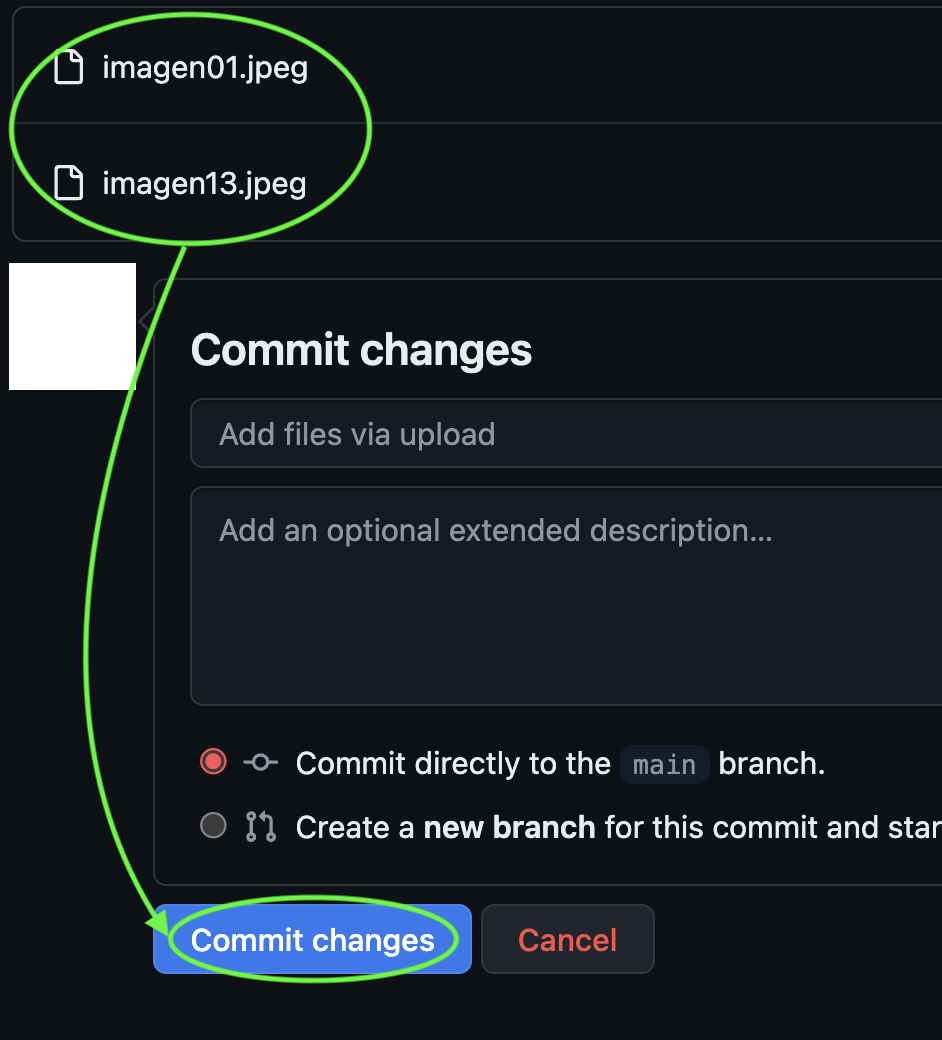 imagen01.jpeg
imagen13.jpeg
Commit changes
Add files via upload
Add an optional extended description...
Commit directly to the main branch.
Create a new branch for this commit and star
Commit changes
Cancel